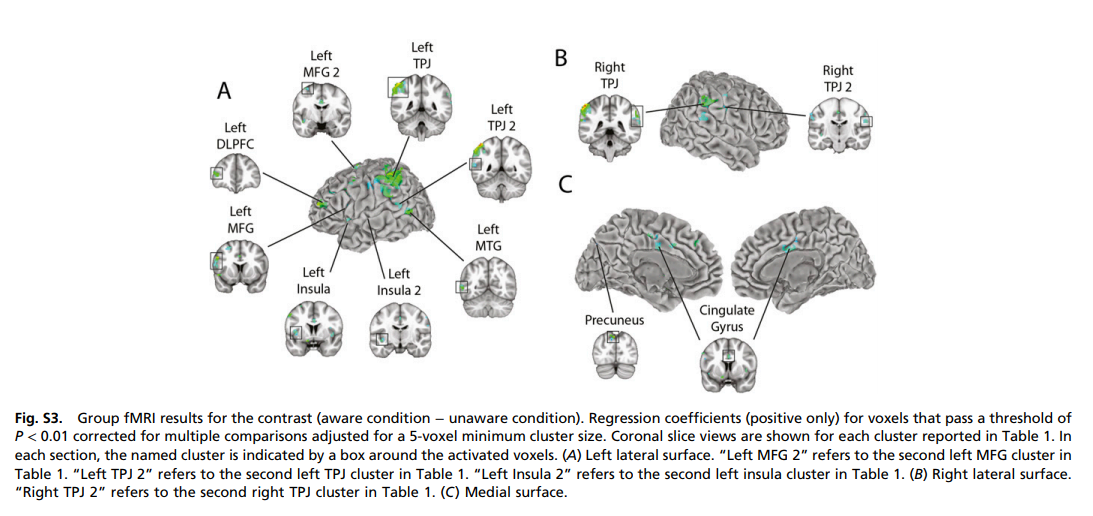 A
Left
MFG 2
Left
TPJ
Left
TPJ 2
Left
DLPFC
Left
MFG
Left
Insula
Left
Insula 2
Left
MTG
B
Right
TPJ
Right
TPJ 2
C
Precuneus
Cingulate
Gyrus
Fig. S3. Group fMRI results for the contrast (aware condition − unaware condition). Regression coefficients (positive only) for voxels that pass a threshold of
P < 0.01 corrected for multiple comparisons adjusted for a 5-voxel minimum cluster size. Coronal slice views are shown for each cluster reported in Table 1. In
each section, the named cluster is indicated by a box around the activated voxels. (A) Left lateral surface. “Left MFG 2” refers to the second left MFG cluster in
Table 1. “Left TPJ 2” refers to the second left TPJ cluster in Table 1. “Left Insula 2” refers to the second left insula cluster in Table 1. (B) Right lateral surface.
“Right TPJ 2” refers to the second right TPJ cluster in Table 1. (C) Medial surface.